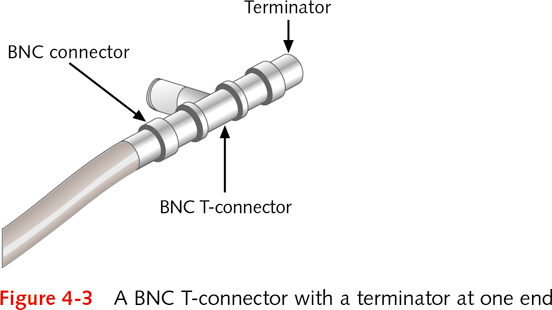 Terminator
BNC connector
BNC T-connector
Figure 4-3 A BNC T-connector with a terminator at one end